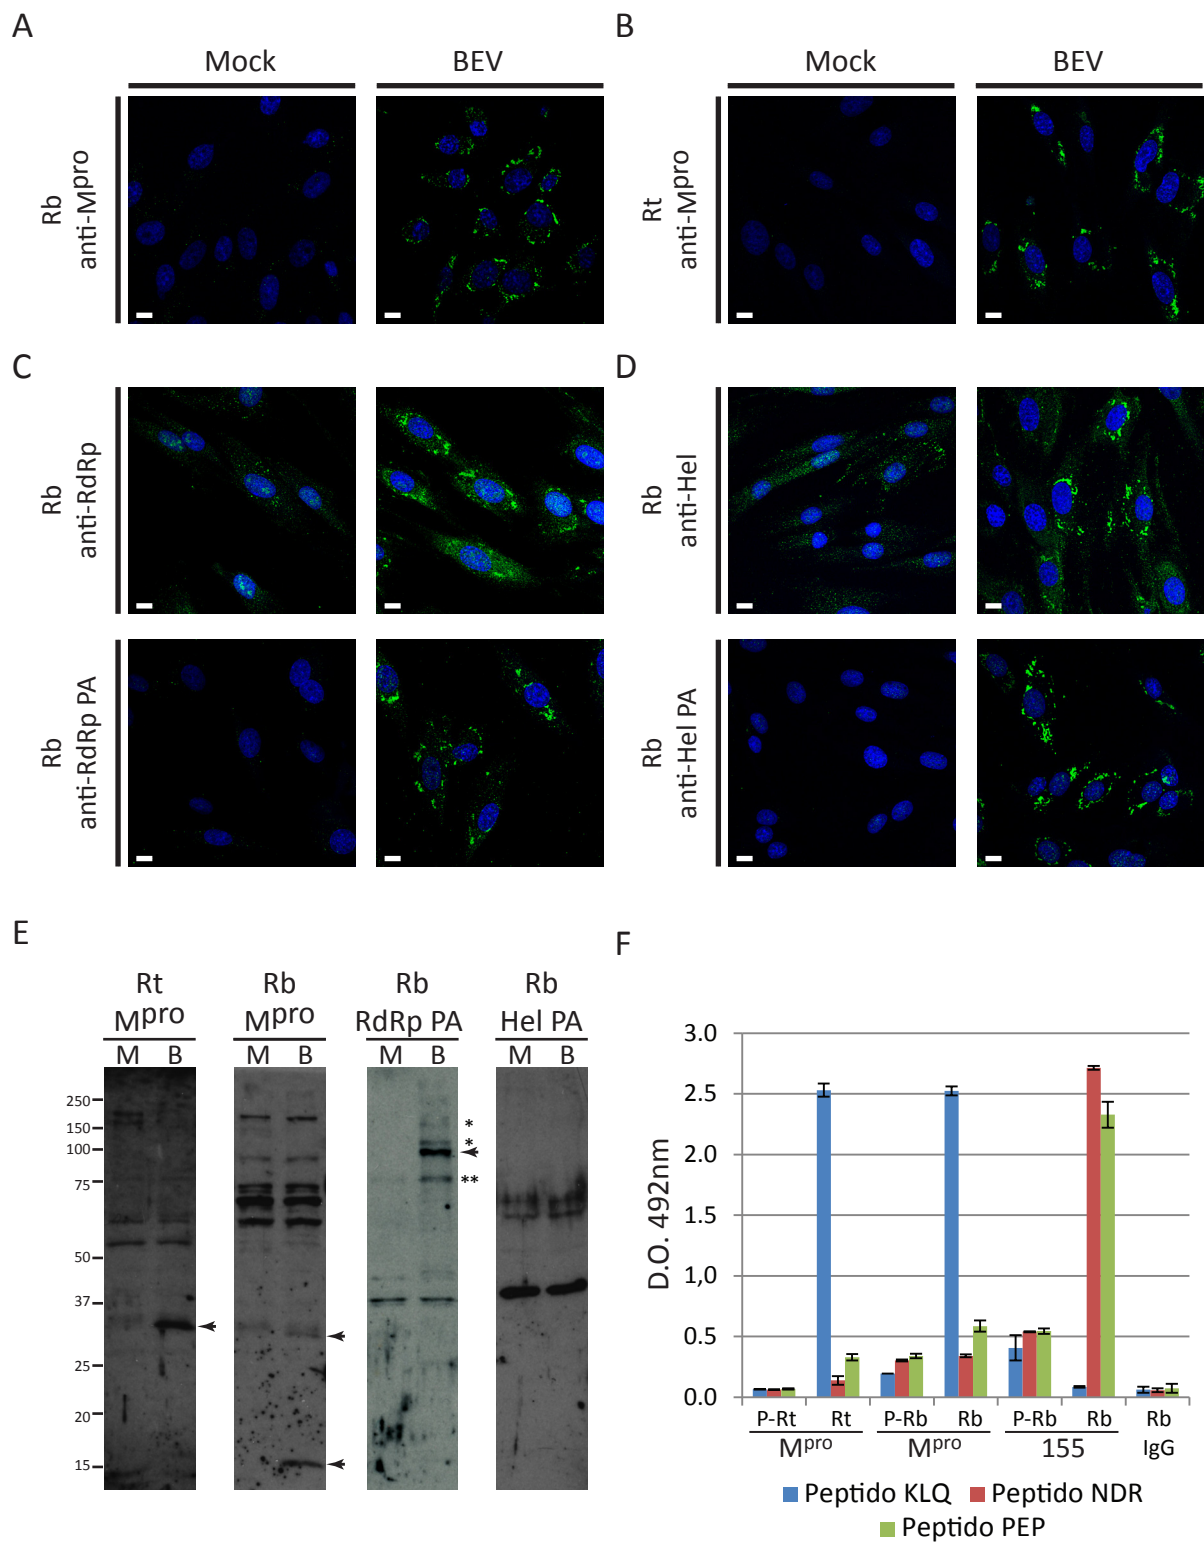 A
B
Mock
BEV
Mock
BEV
Rb
anti-Mpro
Rt
anti-Mpro
C
D
Rb
anti-RdRp
Rb
anti-Hel
Rb
anti-RdRp PA
Rb
anti-Hel PA
E
F
Rt
Mpro
Rb
Mpro
Rb
RdRp PA
Rb
Hel PA
M B
M B
M B
M B
250
150
100
75
50
37
25
20
15
*
*
**
D.O. 492nm
3.0
2.5
2.0
1.5
1,0
0.5
0.0
P-Rt Rt P-Rb Rb P-Rb Rb Rb
Mpro Mpro 155 IgG
Peptido KLQ Peptido NDR
Peptido PEP